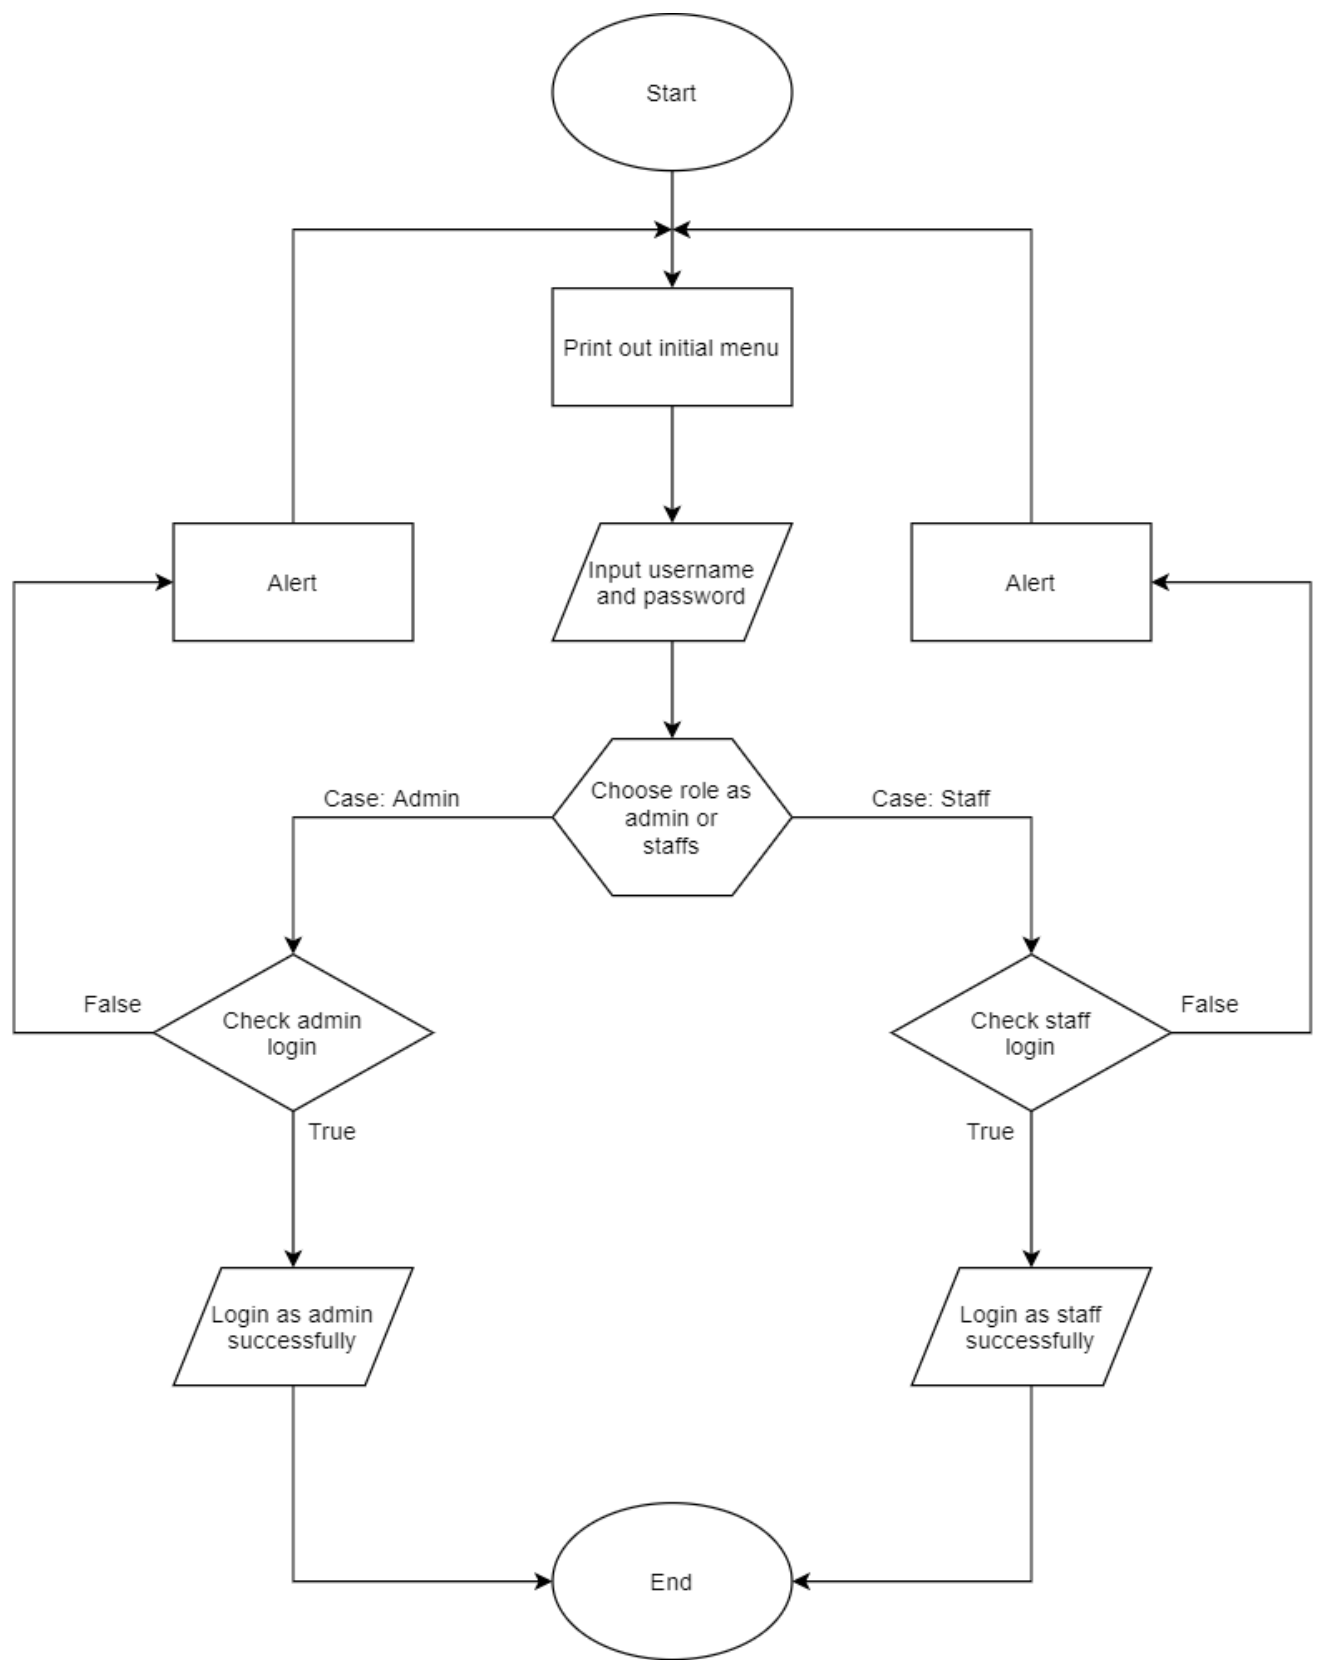 Start
Print out initial menu
Alert
Input username
and password
Alert
Case: Admin
Choose role as
admin or
staffs
Case: Staff
False
Check admin
login
Check staff
login
False
True
True
Login as admin
successfully
Login as staff
successfully
End